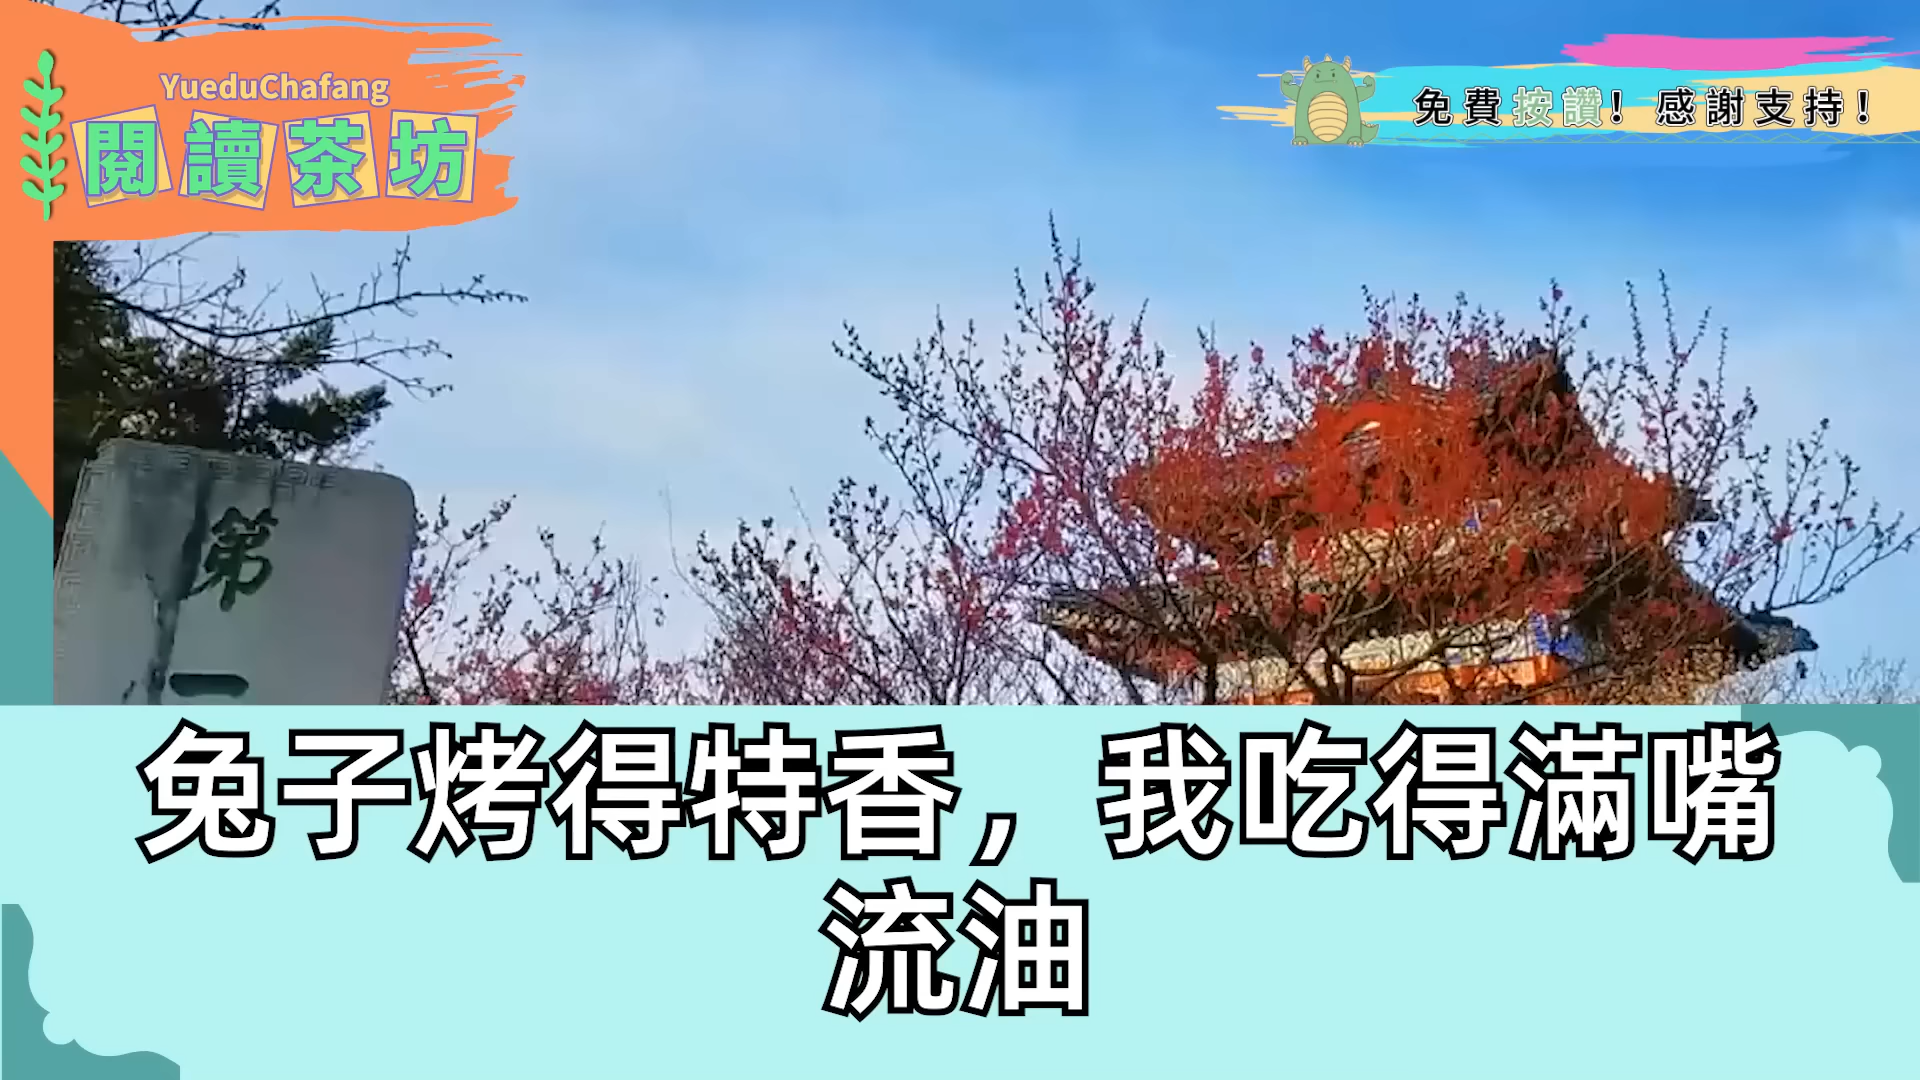 YueduChafang
閱讀茶坊
免費按讚！感謝支持！
第
一
兔子烤得特香，我吃得滿嘴
流油